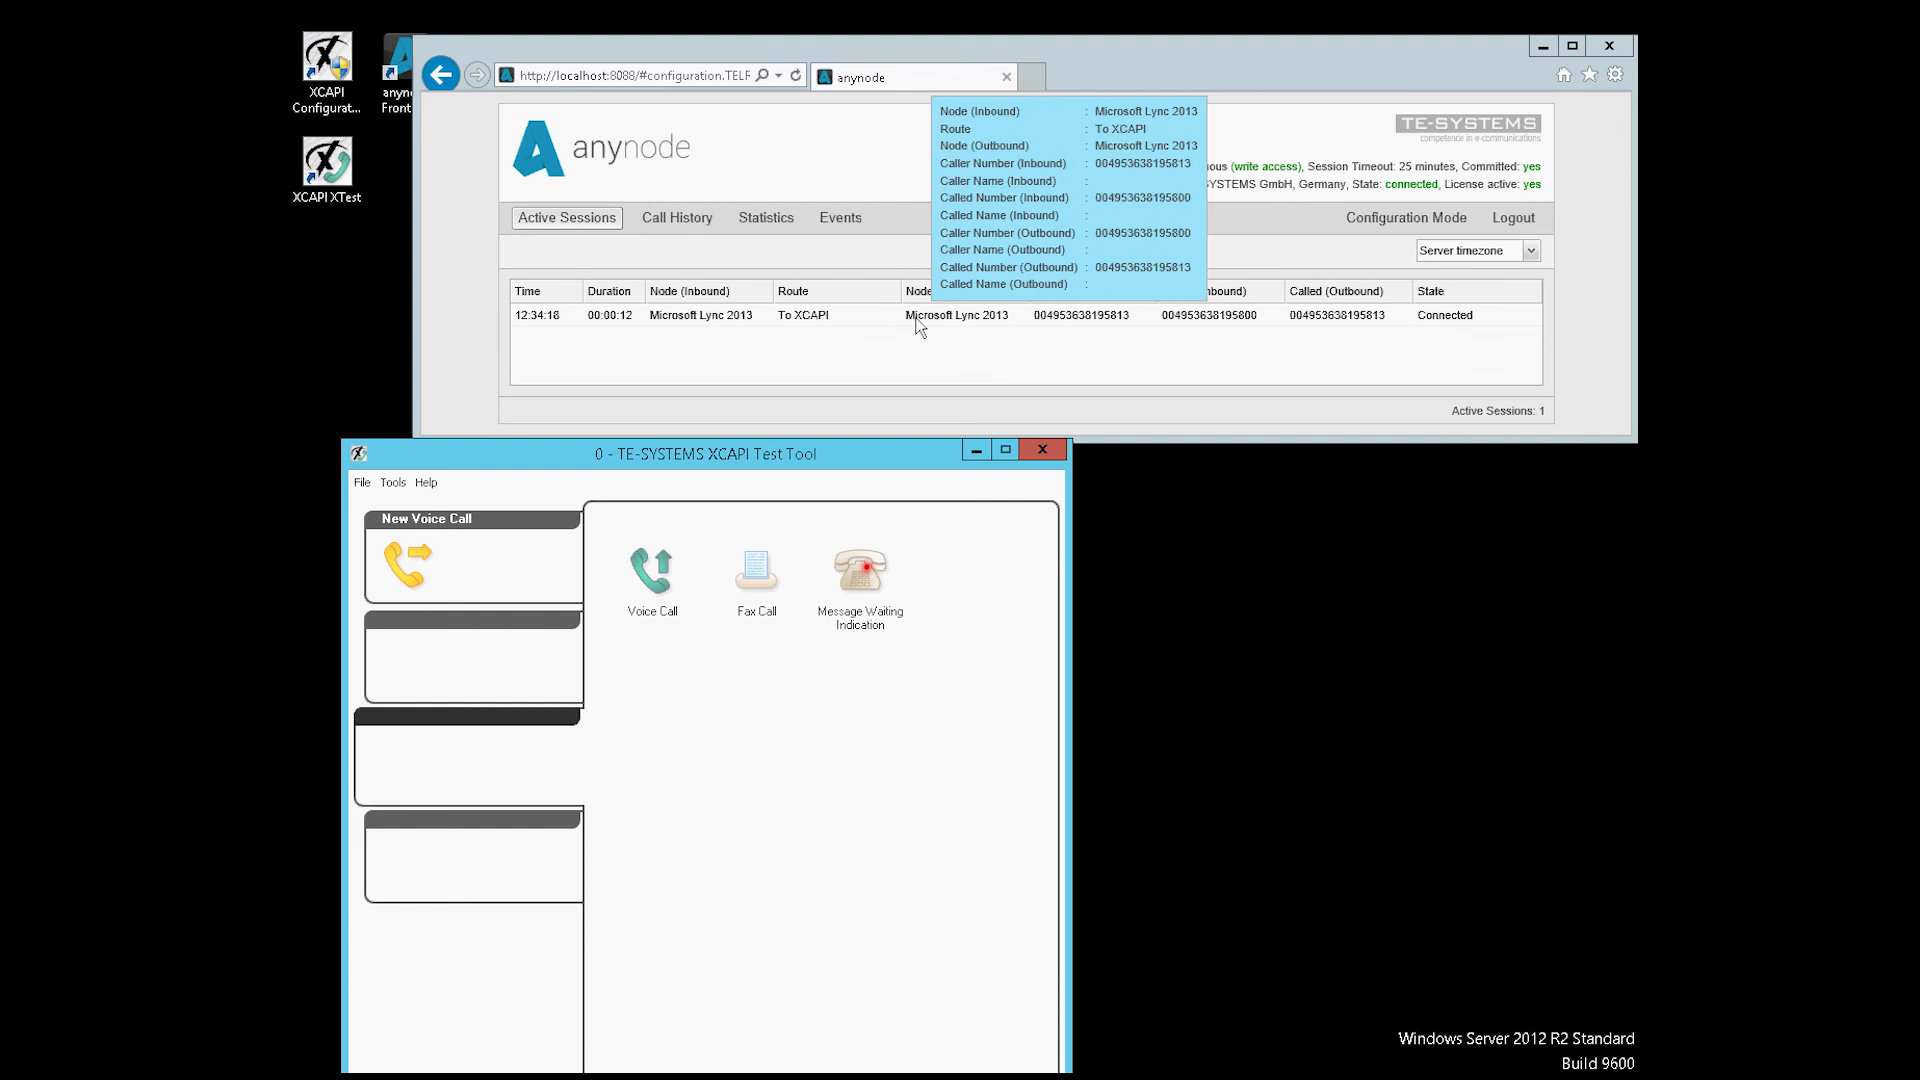 XCAPI
Configurat...
anyn
Front
XCAPI XTest
http://localhost:8088/#configuration.TELF
anynode
anynode
TE-SYSTEMS
competence in e-communications.
nous (write access), Session Timeout: 25 minutes, Committed: yes
YSTEMS GmbH, Germany, State: connected, License active: yes
Node (Inbound) : Microsoft Lync 2013
Route : To XCAPI
Node (Outbound) : Microsoft Lync 2013
Caller Number (Inbound) : 004953638195813
Caller Name (Inbound) :
Called Number (Inbound) : 004953638195800
Called Name (Inbound) :
Caller Number (Outbound) : 004953638195800
Caller Name (Outbound) :
Called Number (Outbound) : 004953638195813
Called Name (Outbound) :
Active Sessions Call History Statistics Events Configuration Mode Logout
Server timezone
Time Duration Node (Inbound) Route Node bound) Called (Outbound) State
12:34:18 00:00:12 Microsoft Lync 2013 To XCAPI Microsoft Lync 2013 004953638195813 004953638195800 004953638195813 Connected
Active Sessions: 1
0 - TE-SYSTEMS XCAPI Test Tool
File Tools Help
New Voice Call
Voice Call
Fax Call
Message Waiting
Indication
Windows Server 2012 R2 Standard
Build 9600